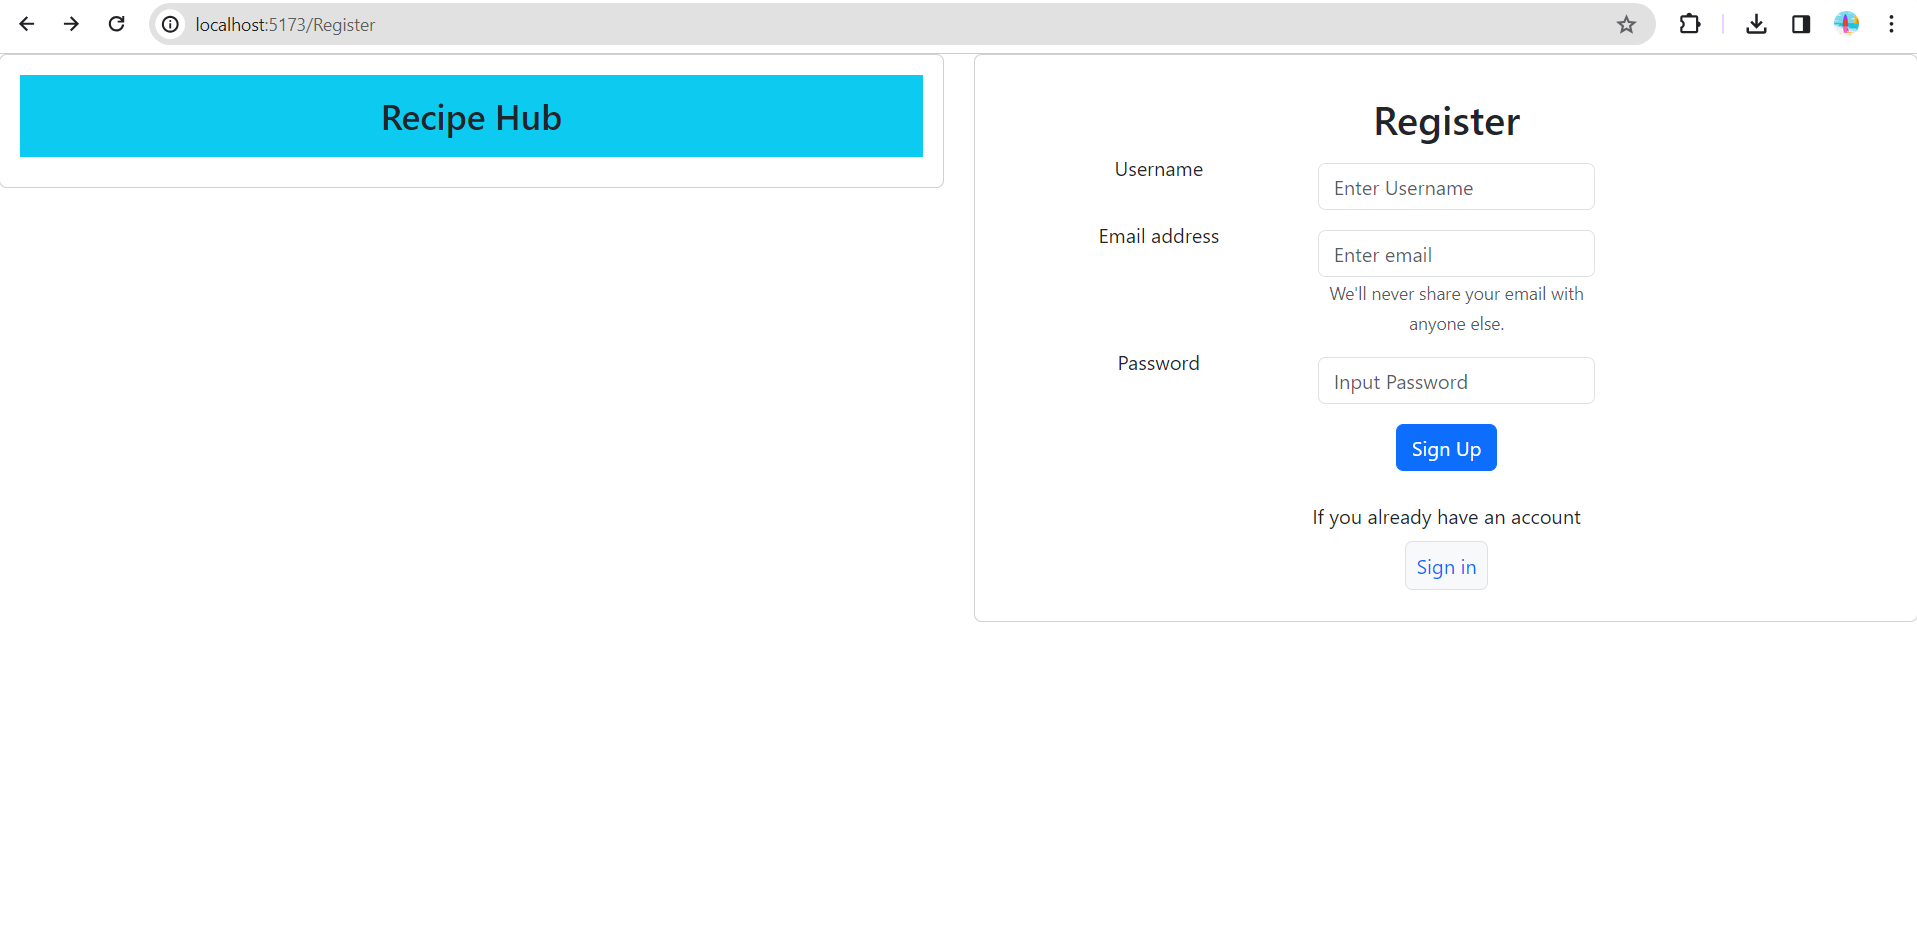 localhost:5173/Register
Recipe Hub
Register
Username
Enter Username
Email address
Enter email
We'll never share your email with
anyone else.
Password
Input Password
Sign Up
If you already have an account
Sign in